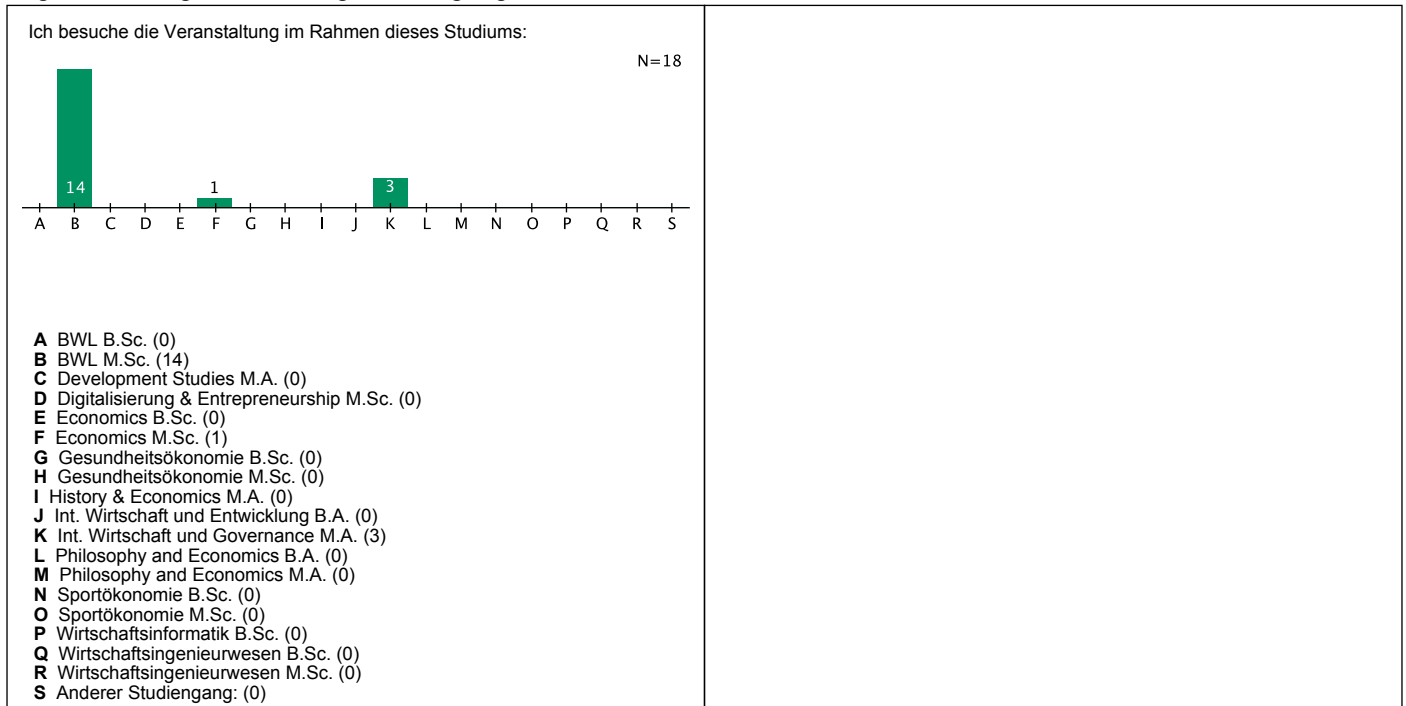 Ich besuche die Veranstaltung im Rahmen dieses Studiums:
N=18
14
1
3
A B C D E F G H I J K L M N O P Q R S
A BWL B.Sc. (0)
B BWL M.Sc. (14)
C Development Studies M.A. (0)
D Digitalisierung & Entrepreneurship M.Sc. (0)
E Economics B.Sc. (0)
F Economics M.Sc. (1)
G Gesundheitsökonomie B.Sc. (0)
H Gesundheitsökonomie M.Sc. (0)
I History & Economics M.A. (0)
J Int. Wirtschaft und Entwicklung B.A. (0)
K Int. Wirtschaft und Governance M.A. (3)
L Philosophy and Economics B.A. (0)
M Philosophy and Economics M.A. (0)
N Sportökonomie B.Sc. (0)
O Sportökonomie M.Sc. (0)
P Wirtschaftsinformatik B.Sc. (0)
Q Wirtschaftsingenieurwesen B.Sc. (0)
R Wirtschaftsingenieurwesen M.Sc. (0)
S Anderer Studiengang: (0)